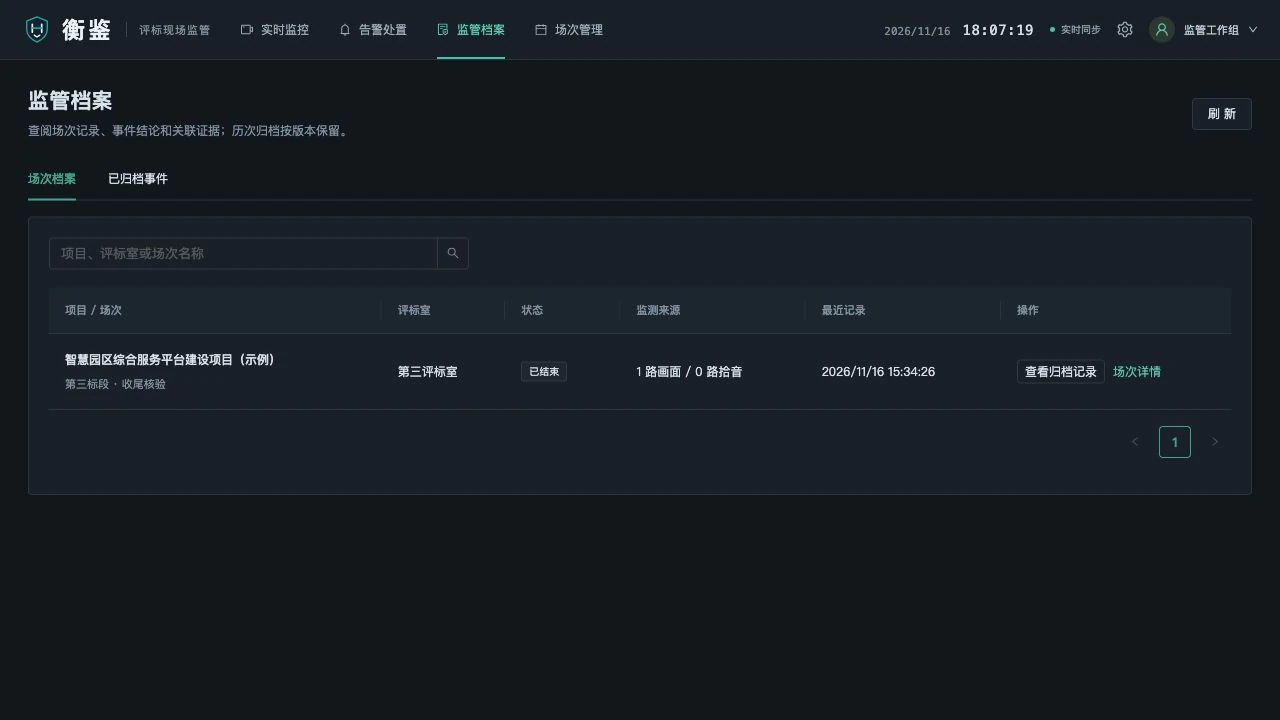 衡鉴 评标现场监管 实时监控 告警处置 监管档案 场次管理 2026/11/16 18:07:19 实时同步 监管工作组
监管档案
查阅场次记录、事件结论和关联证据；历次归档按版本保留。
刷 新
场次档案 已归档事件
项目、评标室或场次名称
项目 / 场次 评标室 状态 监测来源 最近记录 操作
智慧园区综合服务平台建设项目（示例）
第三标段 · 收尾核验
第三评标室 已结束 1 路画面 / 0 路拾音 2026/11/16 15:34:26 查看归档记录 场次详情
1